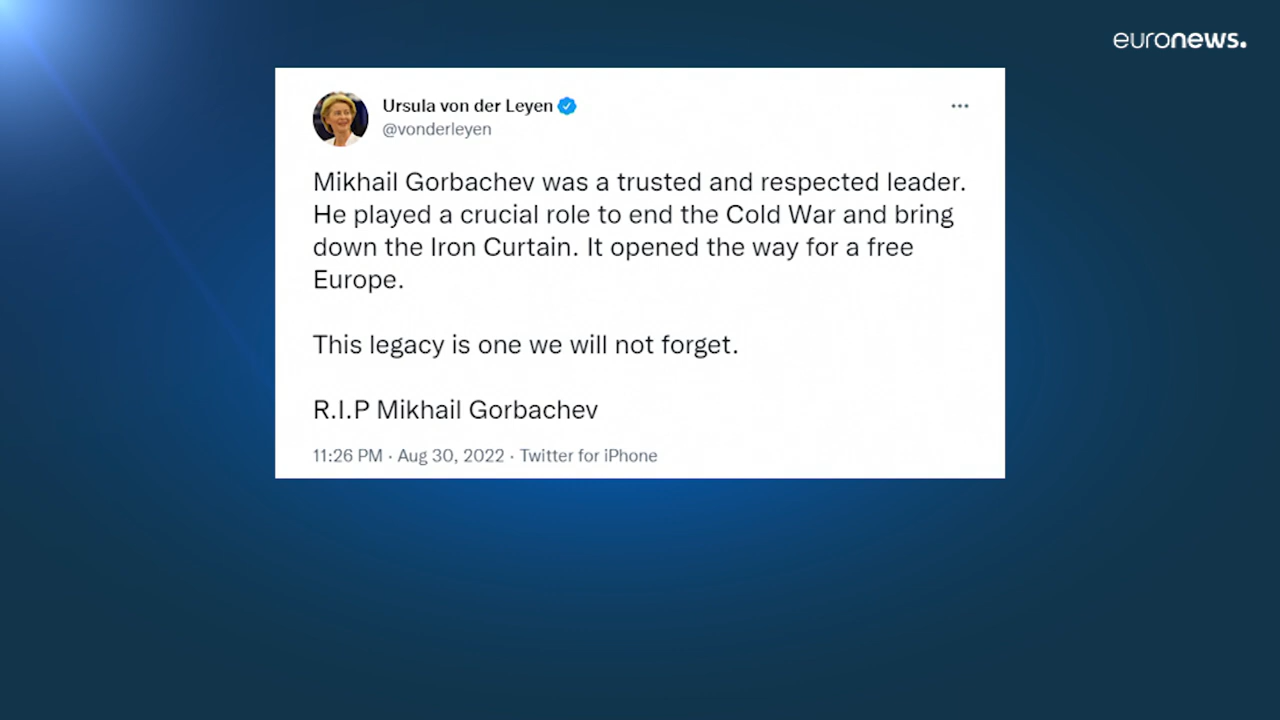 euronews.
Ursula von der Leyen
@vonderleyen
Mikhail Gorbachev was a trusted and respected leader.
He played a crucial role to end the Cold War and bring
down the Iron Curtain. It opened the way for a free
Europe.
This legacy is one we will not forget.
R.I.P Mikhail Gorbachev
11:26 PM · Aug 30, 2022 · Twitter for iPhone